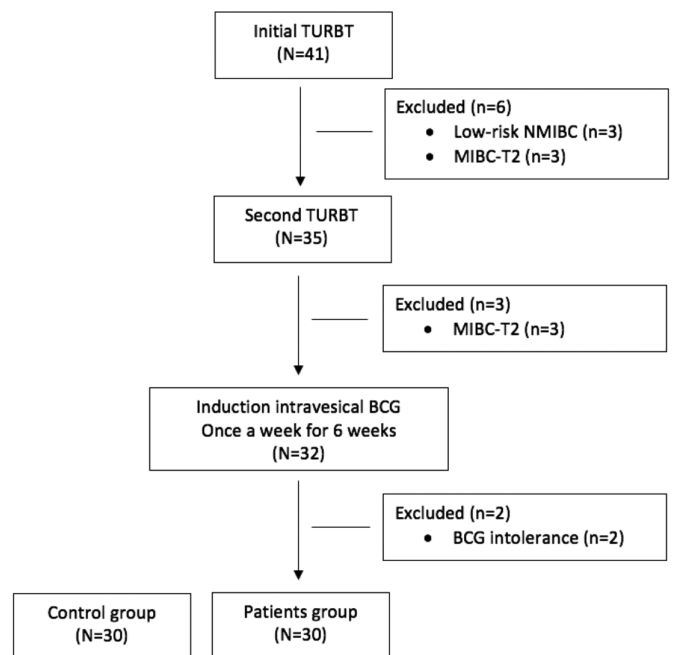 Initial TURBT
(N=41)
Excluded (n=6)
• Low-risk NMIBC (n=3)
• MIBC-T2 (n=3)
Second TURBT
(N=35)
Excluded (n=3)
• MIBC-T2 (n=3)
Induction intravesical BCG
Once a week for 6 weeks
(N=32)
Excluded (n=2)
• BCG intolerance (n=2)
Control group
(N=30)
Patients group
(N=30)